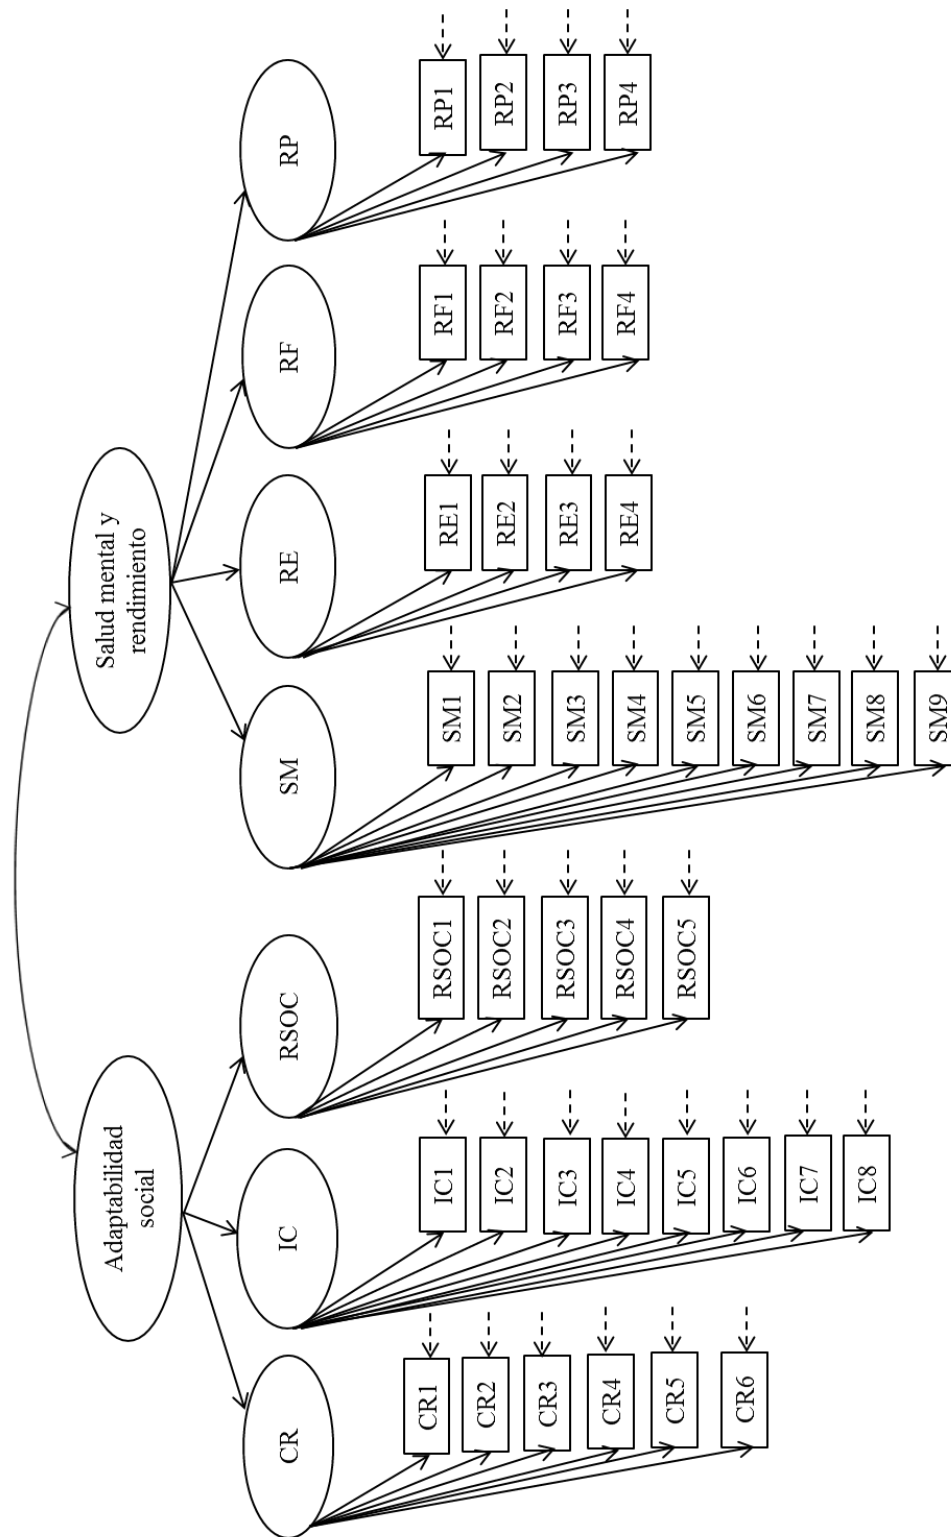 Adaptabilidad
social
Salud mental y
rendimiento
CR
IC
RSOC
SM
RE
RF
RP
CR1
CR2
CR3
CR4
CR5
CR6
IC1
IC2
IC3
IC4
IC5
IC6
IC7
IC8
RSOC1
RSOC2
RSOC3
RSOC4
RSOC5
SM1
SM2
SM3
SM4
SM5
SM6
SM7
SM8
SM9
RE1
RE2
RE3
RE4
RF1
RF2
RF3
RF4
RP1
RP2
RP3
RP4